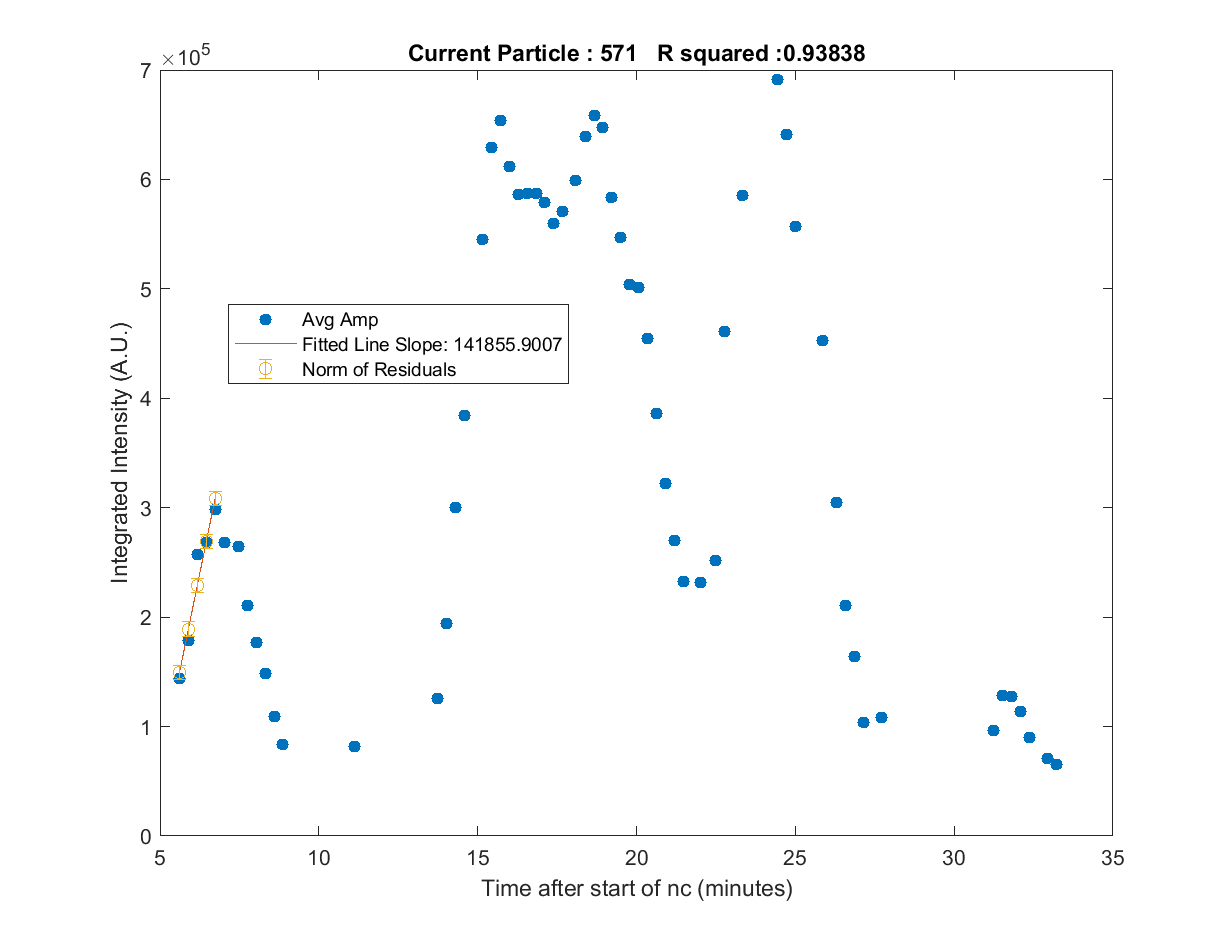 Current Particle : 571   R squared :0.93838
×10^5
7
6
5
4
3
2
1
0
Integrated Intensity (A.U.)
Avg Amp
Fitted Line Slope: 141855.9007
Norm of Residuals
5 10 15 20 25 30 35
Time after start of nc (minutes)